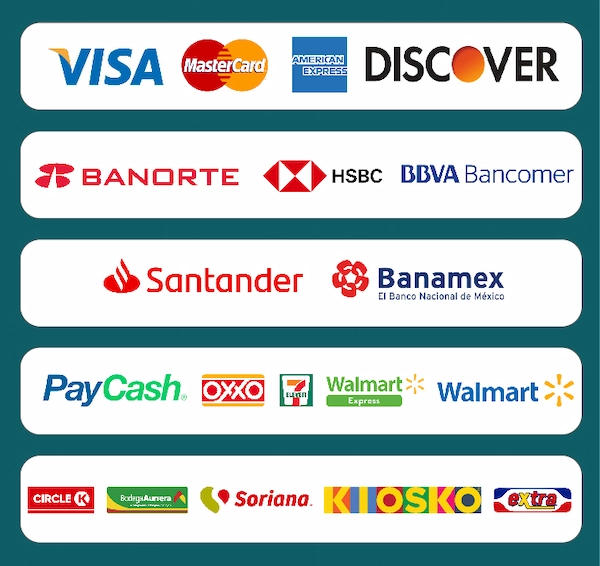 VISA MasterCard AMERICAN EXPRESS DISCOVER
BANORTE HSBC BBVA Bancomer
Santander Banamex
El Banco Nacional de México
PayCash OXXO 7 ELEVEN Walmart Express Walmart
CIRCLE K Bodega Aurrera Soriana KIOSKO extra